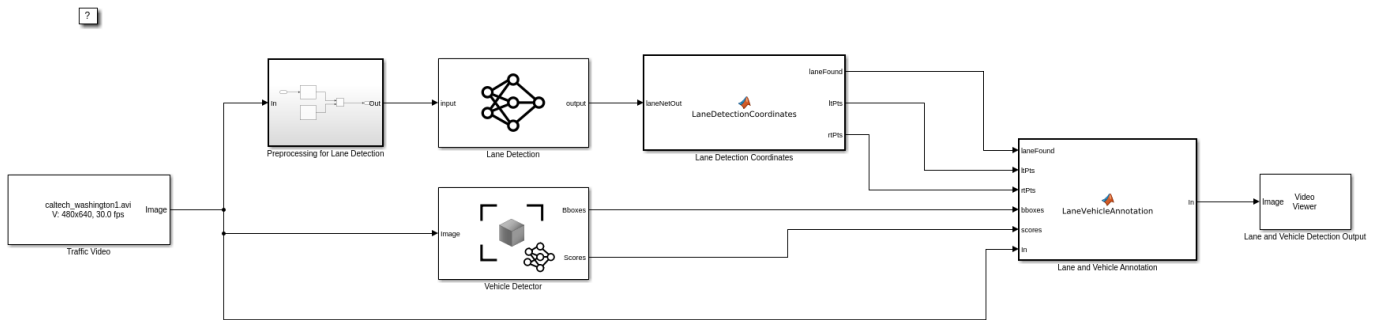 ?
In
Out
Preprocessing for Lane Detection
input
output
Lane Detection
laneNetOut
LaneDetectionCoordinates
laneFound
ltPts
rtPts
Lane Detection Coordinates
caltech_washington1.avi
V: 480x640, 30.0 fps
Image
Traffic Video
Image
Bboxes
Scores
Vehicle Detector
laneFound
ltPts
rtPts
bboxes
scores
In
LaneVehicleAnnotation
In
Lane and Vehicle Annotation
Image
Video
Viewer
Lane and Vehicle Detection Output